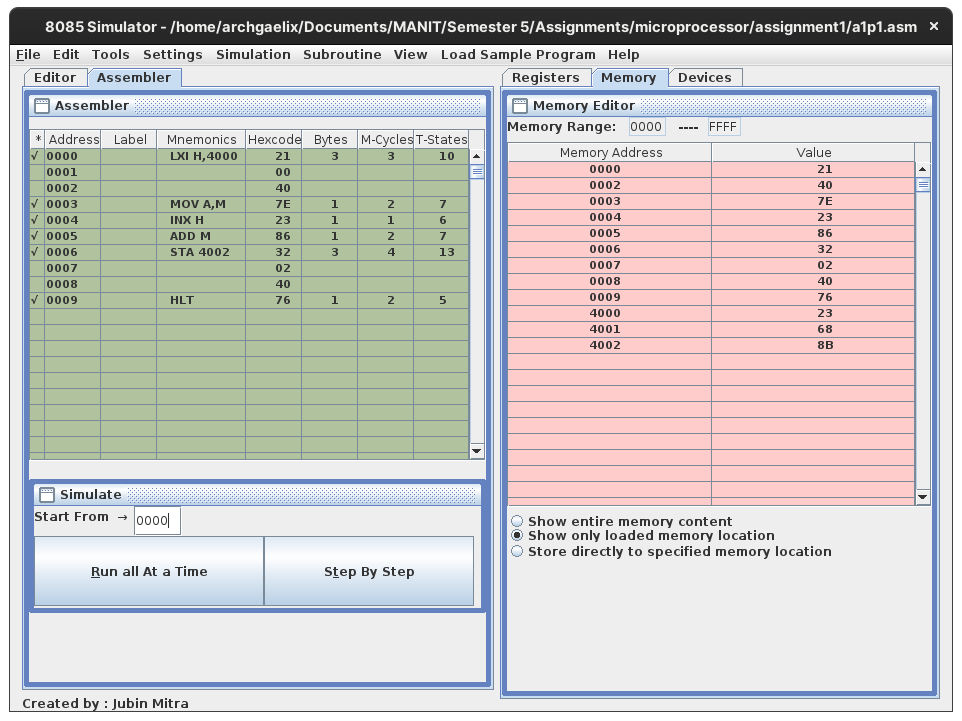 8085 Simulator - /home/archgaelix/Documents/MANIT/Semester 5/Assignments/microprocessor/assignment1/a1p1.asm ×
File Edit Tools Settings Simulation Subroutine View Load Sample Program Help
Editor Assembler
Assembler
* Address Label Mnemonics Hexcode Bytes M-Cycles T-States
√ 0000 LXI H,4000 21 3 3 10
0001 00
0002 40
√ 0003 MOV A,M 7E 1 2 7
√ 0004 INX H 23 1 1 6
√ 0005 ADD M 86 1 2 7
√ 0006 STA 4002 32 3 4 13
0007 02
0008 40
√ 0009 HLT 76 1 2 5
Simulate
Start From → 0000
Run all At a Time Step By Step
Registers Memory Devices
Memory Editor
Memory Range: 0000 ---- FFFF
Memory Address Value
0000 21
0002 40
0003 7E
0004 23
0005 86
0006 32
0007 02
0008 40
0009 76
4000 23
4001 68
4002 8B
Show entire memory content
Show only loaded memory location
Store directly to specified memory location
Created by : Jubin Mitra